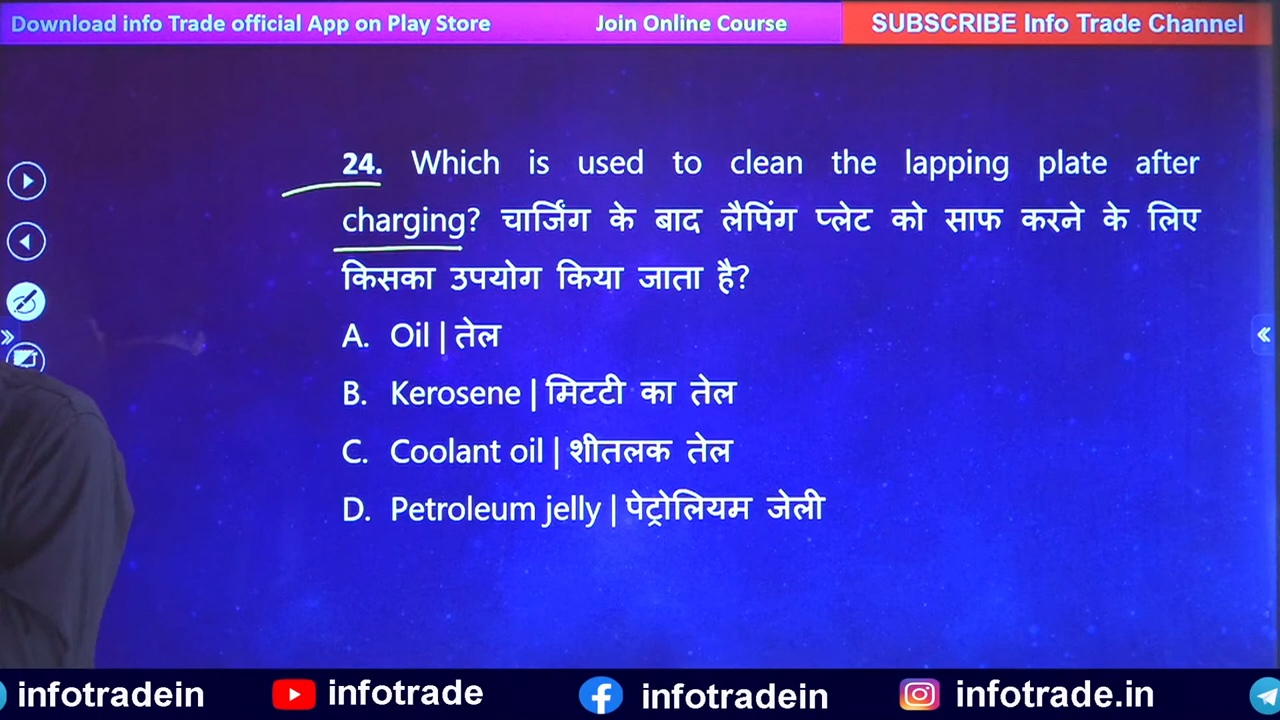 Download info Trade official App on Play Store
Join Online Course
SUBSCRIBE Info Trade Channel
24. Which is used to clean the lapping plate after
charging? चार्जिंग के बाद लैपिंग प्लेट को साफ करने के लिए
किसका उपयोग किया जाता है?
A. Oil | तेल
B. Kerosene | मिटटी का तेल
C. Coolant oil | शीतलक तेल
D. Petroleum jelly | पेट्रोलियम जेली
infotradein
infotrade
infotradein
infotrade.in